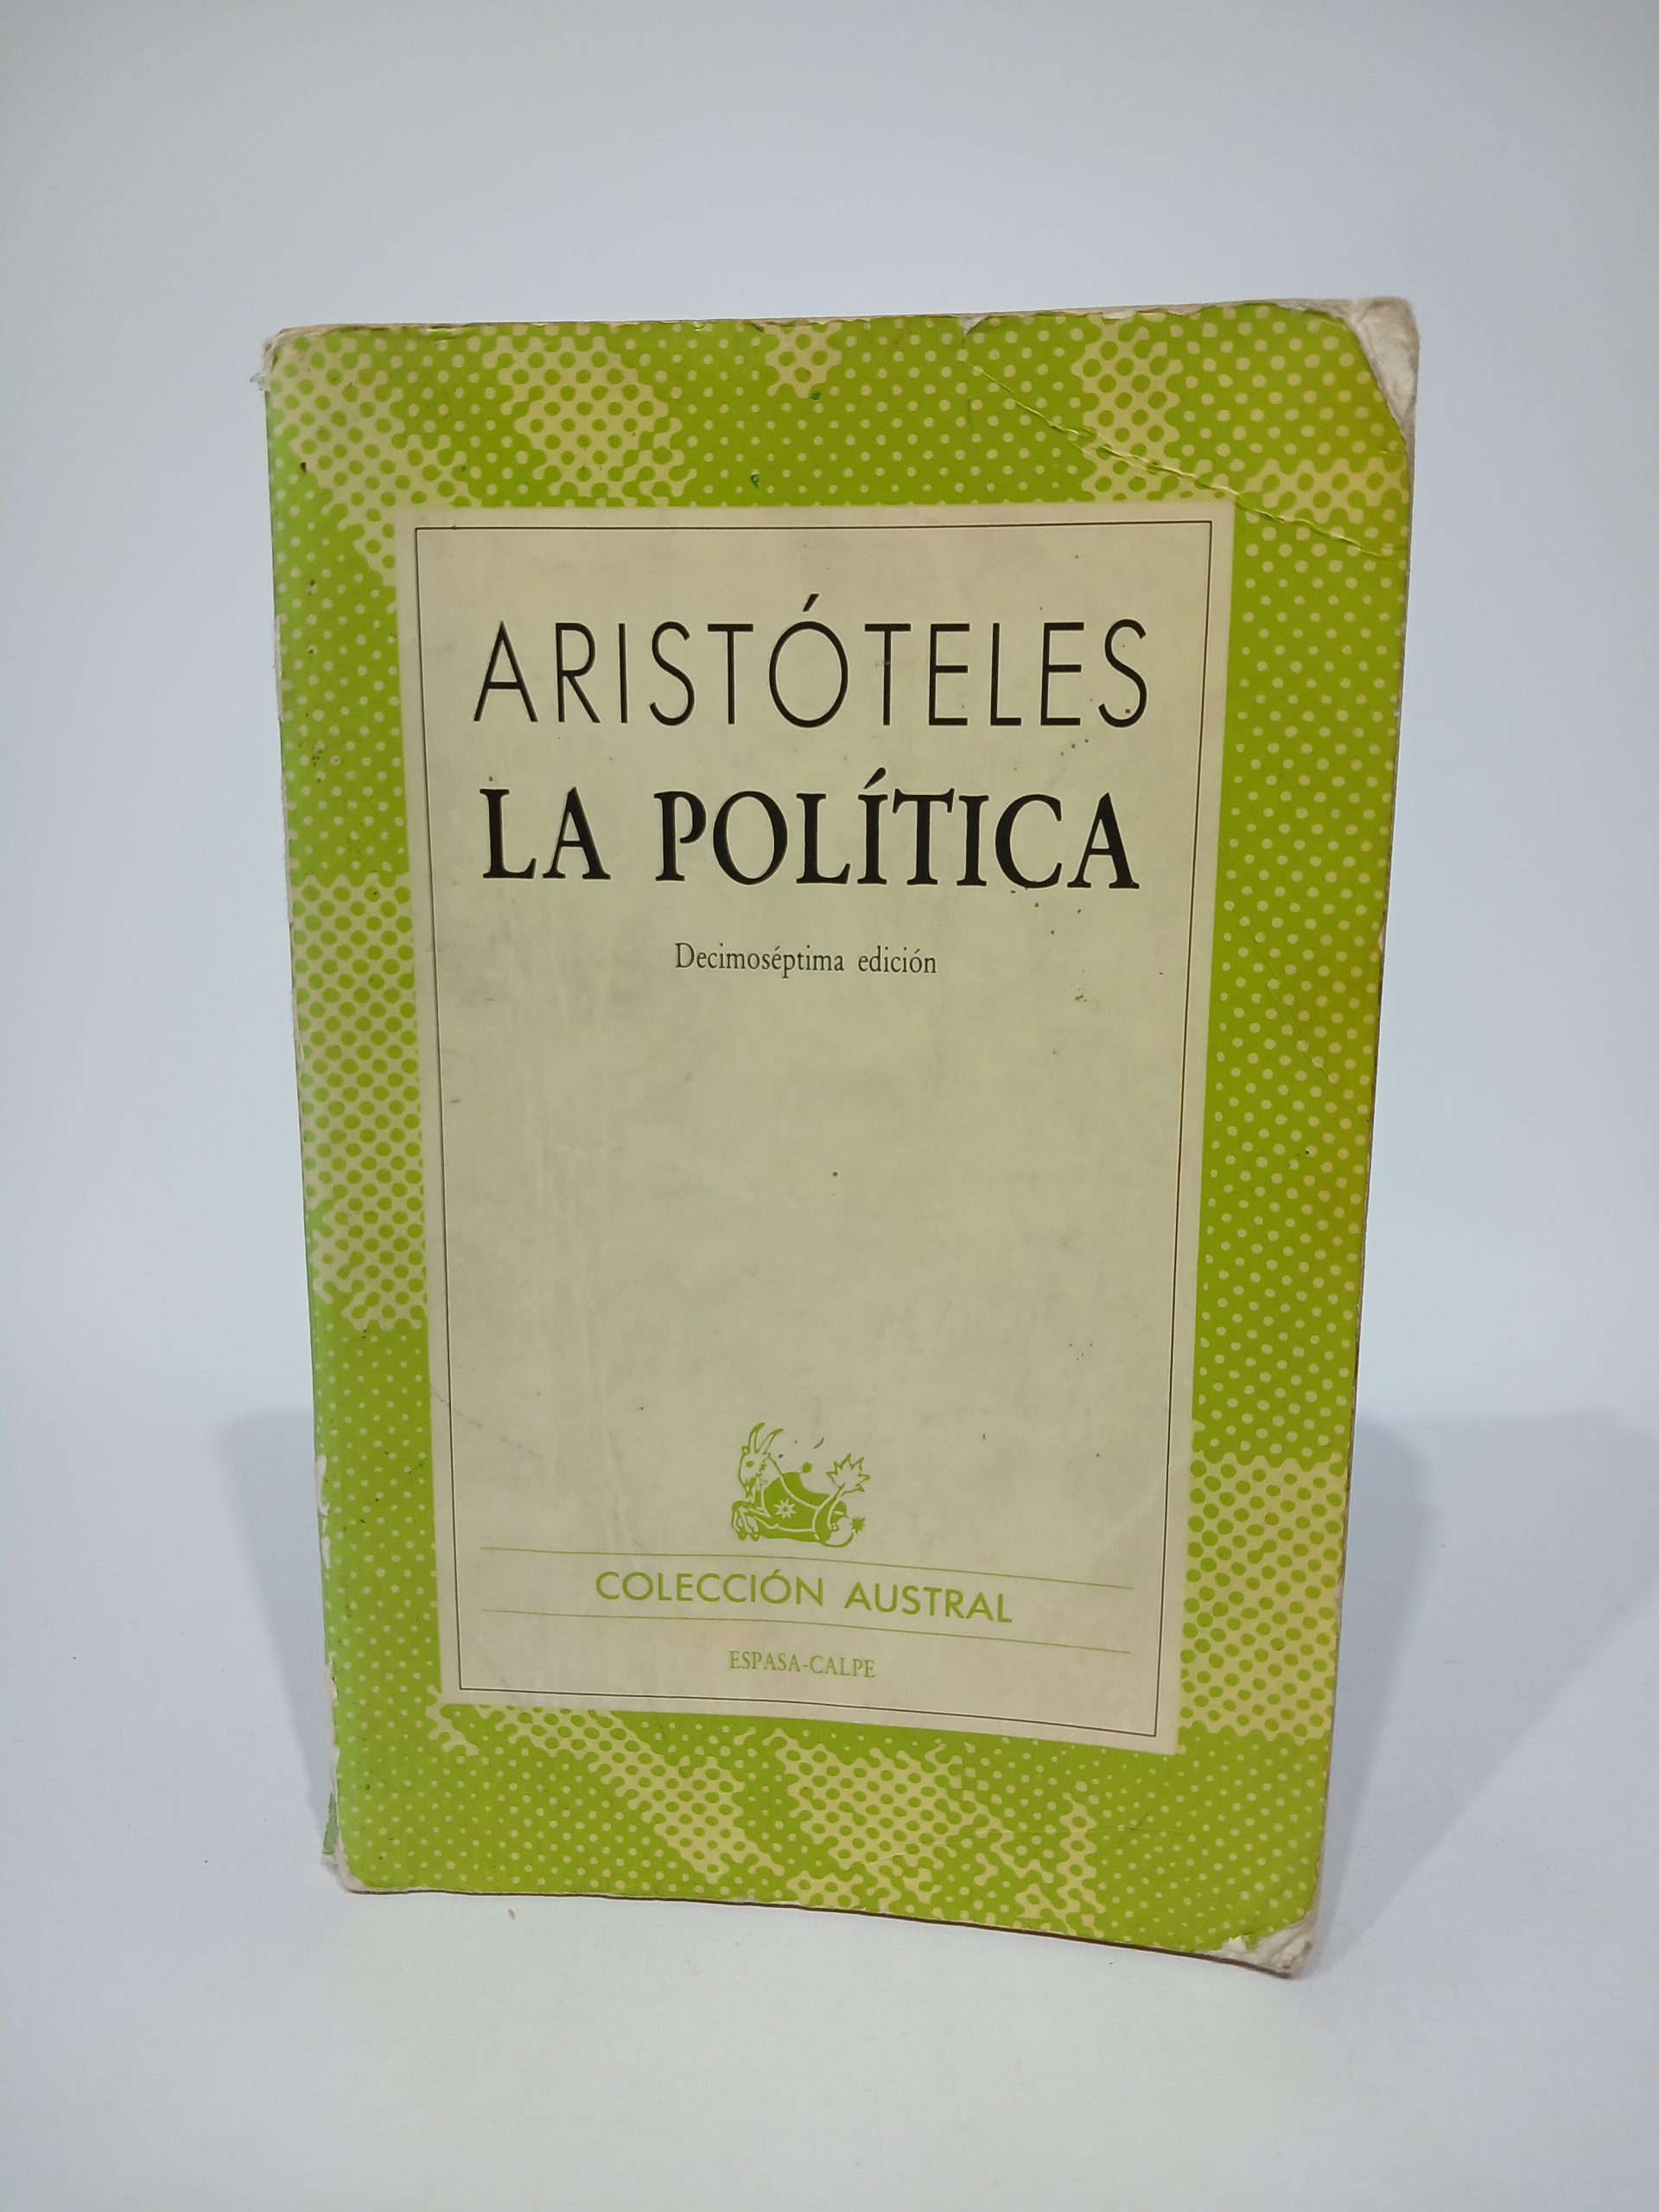 ARISTÓTELES
LA POLÍTICA
Decimoséptima edición
COLECCIÓN AUSTRAL
ESPASA-CALPE